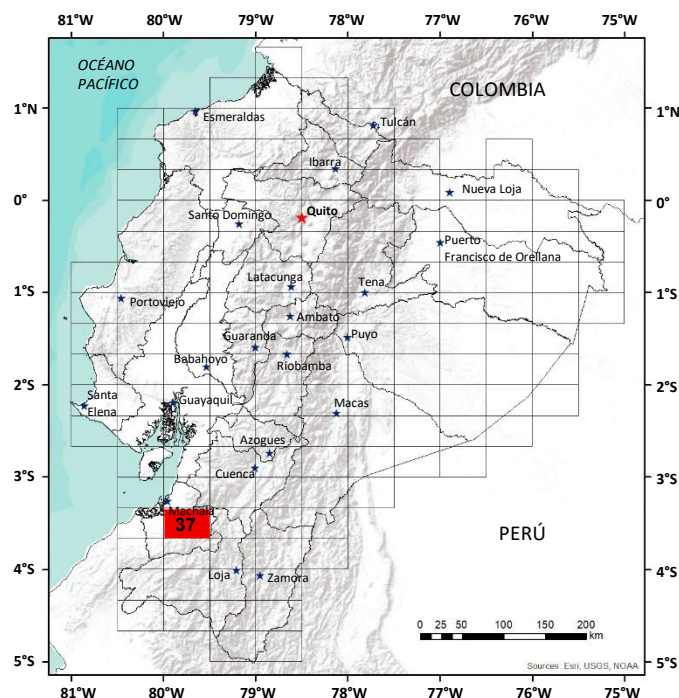 81°W 80°W 79°W 78°W 77°W 76°W 75°W
OCÉANO
PACÍFICO
COLOMBIA
1°N 1°N
Esmeraldas
Tulcán
Ibarra
Nueva Loja
0° 0°
Santo Domingo
Quito
Puerto
Francisco de Orellana
Latacunga
Tena
1°S 1°S
Portoviejo
Ambato
Guaranda
Puyo
Babahoyo
Riobamba
2°S 2°S
Santa
Elena
Guayaquil
Macas
Azogues
3°S 3°S
Cuenca
Machala
37
PERÚ
4°S 4°S
Loja
Zamora
0 25 50 100 150 200
km
5°S 5°S
Sources: Esri, USGS, NOAA
81°W 80°W 79°W 78°W 77°W 76°W 75°W